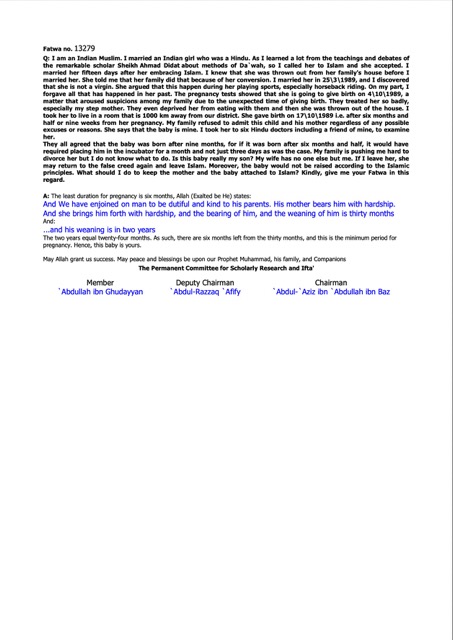 Fatwa no. 13279
Q: I am an Indian Muslim. I married an Indian girl who was a Hindu. As I learned a lot from the teachings and debates of
the remarkable scholar Sheikh Ahmad Didat about methods of Da`wah, so I called her to Islam and she accepted. I
married her fifteen days after her embracing Islam. I knew that she was thrown out from her family's house before I
married her. She told me that her family did that because of her conversion. I married her in 25\3\1989, and I discovered
that she is not a virgin. She argued that this happen during her playing sports, especially horseback riding. On my part, I
forgave all that has happened in her past. The pregnancy tests showed that she is going to give birth on 4\10\1989, a
matter that aroused suspicions among my family due to the unexpected time of giving birth. They treated her so badly,
especially my step mother. They even deprived her from eating with them and then she was thrown out of the house. I
took her to live in a room that is 1000 km away from our district. She gave birth on 17\10\1989 i.e. after six months and
half or nine weeks from her pregnancy. My family refused to admit this child and his mother regardless of any possible
excuses or reasons. She says that the baby is mine. I took her to six Hindu doctors including a friend of mine, to examine
her.
They all agreed that the baby was born after nine months, for if it was born after six months and half, it would have
required placing him in the incubator for a month and not just three days as was the case. My family is pushing me hard to
divorce her but I do not know what to do. Is this baby really my son? My wife has no one else but me. If I leave her, she
may return to the false creed again and leave Islam. Moreover, the baby would not be raised according to the Islamic
principles. What should I do to keep the mother and the baby attached to Islam? Kindly, give me your Fatwa in this
regard.
A: The least duration for pregnancy is six months, Allah (Exalted be He) states:
And We have enjoined on man to be dutiful and kind to his parents. His mother bears him with hardship.
And she brings him forth with hardship, and the bearing of him, and the weaning of him is thirty months
And:
...and his weaning is in two years
The two years equal twenty-four months. As such, there are six months left from the thirty months, and this is the minimum period for
pregnancy. Hence, this baby is yours.
May Allah grant us success. May peace and blessings be upon our Prophet Muhammad, his family, and Companions
The Permanent Committee for Scholarly Research and Ifta'
Member Deputy Chairman Chairman
`Abdullah ibn Ghudayyan `Abdul-Razzaq `Afify `Abdul-`Aziz ibn `Abdullah ibn Baz